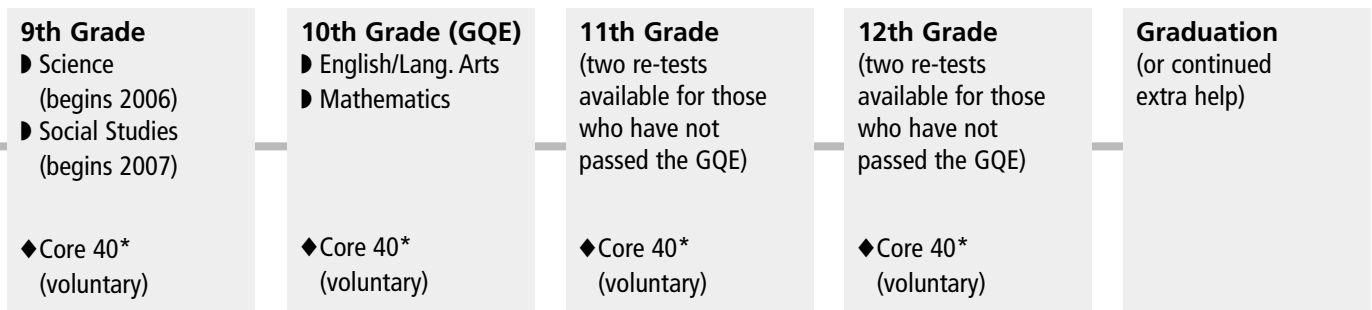 9th Grade
◗ Science
(begins 2006)
◗ Social Studies
(begins 2007)
◆Core 40*
(voluntary)
10th Grade (GQE)
◗ English/Lang. Arts
◗ Mathematics
◆Core 40*
(voluntary)
11th Grade
(two re-tests
available for those
who have not
passed the GQE)
◆Core 40*
(voluntary)
12th Grade
(two re-tests
available for those
who have not
passed the GQE)
◆Core 40*
(voluntary)
Graduation
(or continued
extra help)